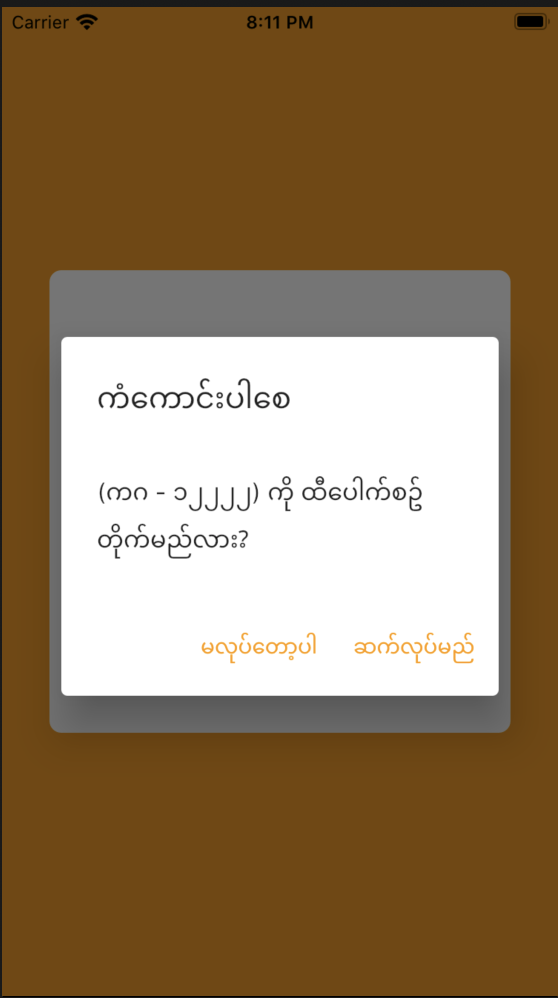 Carrier 8:11 PM
ကံကောင်းပါစေ
(ကဂ - ၁၂၂၂၂) ကို ထီပေါက်စဥ်
တိုက်မည်လား?
မလုပ်တော့ပါ ဆက်လုပ်မည်